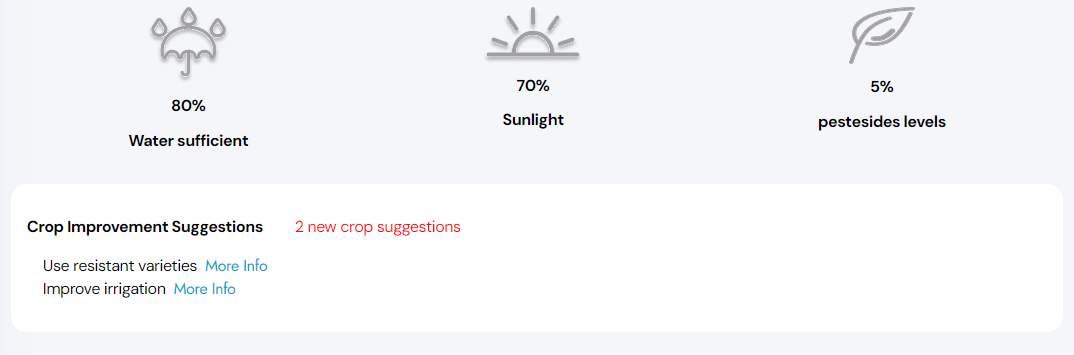 80%
Water sufficient
70%
Sunlight
5%
pestesides levels
Crop Improvement Suggestions 2 new crop suggestions
Use resistant varieties More Info
Improve irrigation More Info